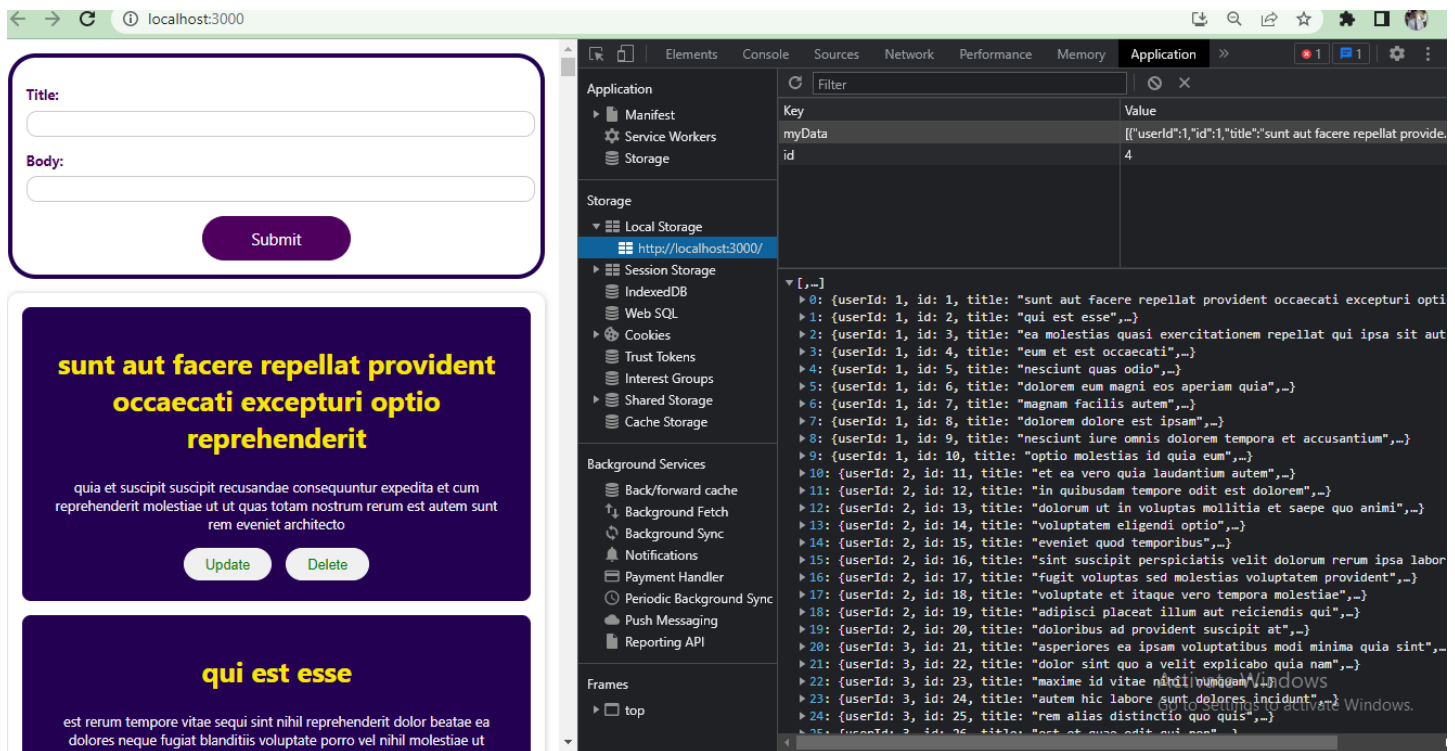 localhost:3000
Title:
Body:
Submit
sunt aut facere repellat provident
occaecati excepturi optio
reprehenderit
quia et suscipit suscipit recusandae consequuntur expedita et cum
reprehenderit molestiae ut ut quas totam nostrum rerum est autem sunt
rem eveniet architecto
Update Delete
qui est esse
est rerum tempore vitae sequi sint nihil reprehenderit dolor beatae ea
dolores neque fugiat blanditiis voluptate porro vel nihil molestiae ut
Elements Console Sources Network Performance Memory Application » 1 1
Application
Manifest
Service Workers
Storage
Storage
Local Storage
http://localhost:3000/
Session Storage
IndexedDB
Web SQL
Cookies
Trust Tokens
Interest Groups
Shared Storage
Cache Storage
Background Services
Back/forward cache
Background Fetch
Background Sync
Notifications
Payment Handler
Periodic Background Sync
Push Messaging
Reporting API
Frames
top
Filter
Key Value
myData [{"userId":1,"id":1,"title":"sunt aut facere repellat provide...
id 4
[,…]
0: {userId: 1, id: 1, title: "sunt aut facere repellat provident occaecati excepturi opti
1: {userId: 1, id: 2, title: "qui est esse",…}
2: {userId: 1, id: 3, title: "ea molestias quasi exercitationem repellat qui ipsa sit aut
3: {userId: 1, id: 4, title: "eum et est occaecati",…}
4: {userId: 1, id: 5, title: "nesciunt quas odio",…}
5: {userId: 1, id: 6, title: "dolorem eum magni eos aperiam quia",…}
6: {userId: 1, id: 7, title: "magnam facilis autem",…}
7: {userId: 1, id: 8, title: "dolorem dolore est ipsam",…}
8: {userId: 1, id: 9, title: "nesciunt iure omnis dolorem tempora et accusantium",…}
9: {userId: 1, id: 10, title: "optio molestias id quia eum",…}
10: {userId: 2, id: 11, title: "et ea vero quia laudantium autem",…}
11: {userId: 2, id: 12, title: "in quibusdam tempore odit est dolorem",…}
12: {userId: 2, id: 13, title: "dolorum ut in voluptas mollitia et saepe quo animi",…}
13: {userId: 2, id: 14, title: "voluptatem eligendi optio",…}
14: {userId: 2, id: 15, title: "eveniet quod temporibus",…}
15: {userId: 2, id: 16, title: "sint suscipit perspiciatis velit dolorum rerum ipsa labor
16: {userId: 2, id: 17, title: "fugit voluptas sed molestias voluptatem provident",…}
17: {userId: 2, id: 18, title: "voluptate et itaque vero tempora molestiae",…}
18: {userId: 2, id: 19, title: "adipisci placeat illum aut reiciendis qui",…}
19: {userId: 2, id: 20, title: "doloribus ad provident suscipit at",…}
20: {userId: 3, id: 21, title: "asperiores ea ipsam voluptatibus modi minima quia sint",…
21: {userId: 3, id: 22, title: "dolor sint quo a velit explicabo quia nam",…}
22: {userId: 3, id: 23, title: "maxime id vitae nihil numquam",…}
23: {userId: 3, id: 24, title: "autem hic labore sunt dolores incidunt",…}
24: {userId: 3, id: 25, title: "rem alias distinctio quo quis",…}
25: {userId: 3, id: 26, title: "est et quae odit qui non",…}
Activate Windows
Go to Settings to activate Windows.